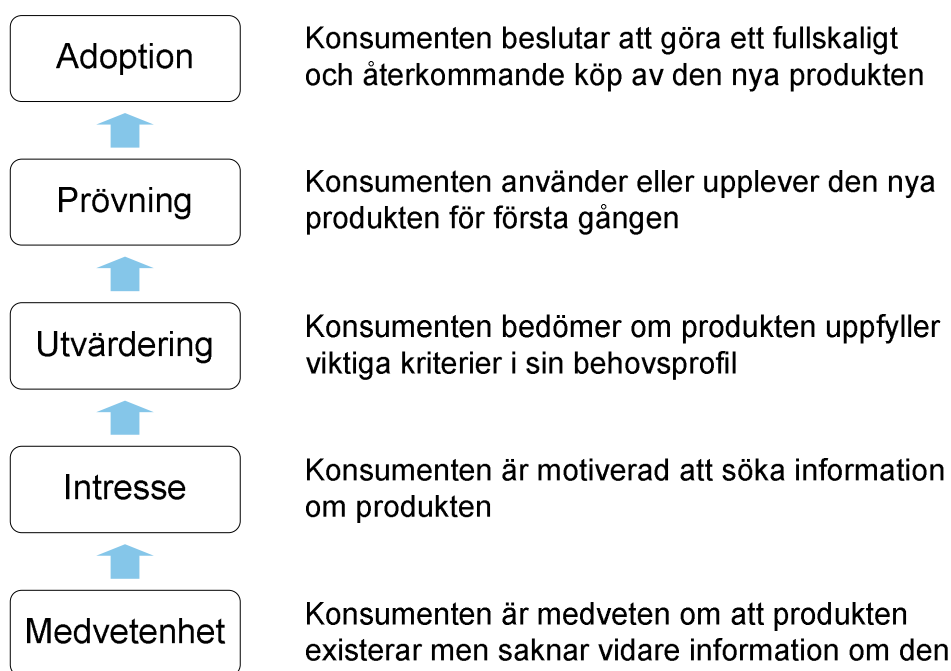 Adoption
Konsumenten beslutar att göra ett fullskaligt
och återkommande köp av den nya produkten
Prövning
Konsumenten använder eller upplever den nya
produkten för första gången
Utvärdering
Konsumenten bedömer om produkten uppfyller
viktiga kriterier i sin behovsprofil
Intresse
Konsumenten är motiverad att söka information
om produkten
Medvetenhet
Konsumenten är medveten om att produkten
existerar men saknar vidare information om den